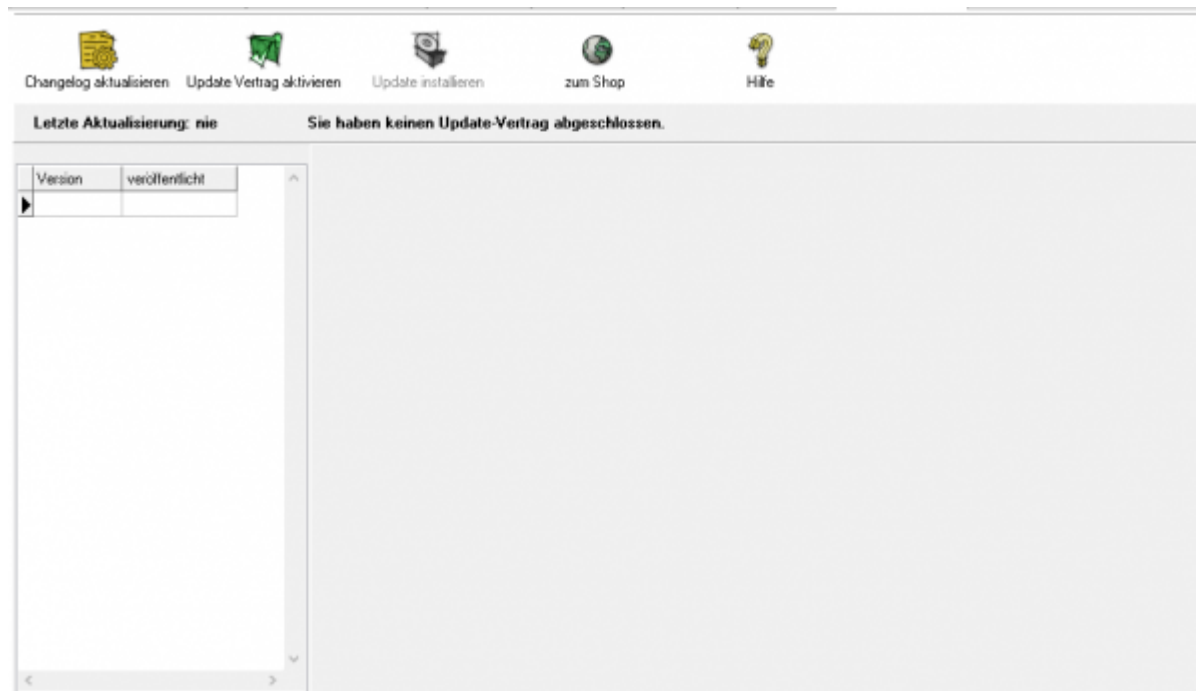 Changelog aktualisieren Update Vertrag aktivieren Update installieren zum Shop Hilfe
Letzte Aktualisierung: nie Sie haben keinen Update-Vertrag abgeschlossen.
Version veröffentlicht